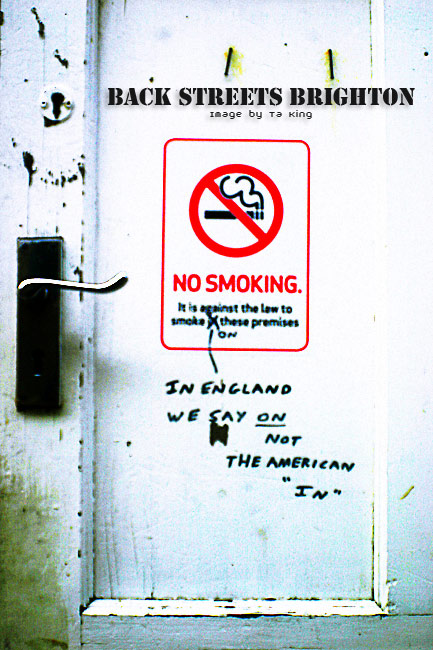 BACK STREETS BRIGHTON
Image by Ta King
NO SMOKING.
It is against the law to
smoke in these premises
ON
IN ENGLAND
WE SAY ON
NOT
THE AMERICAN
"IN"